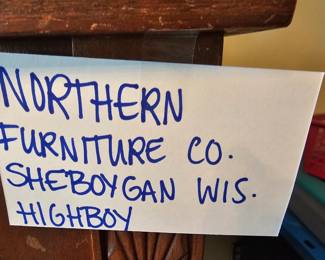 NORTHERN
FURNITURE CO.
SHEBOYGAN WIS.
HIGHBOY